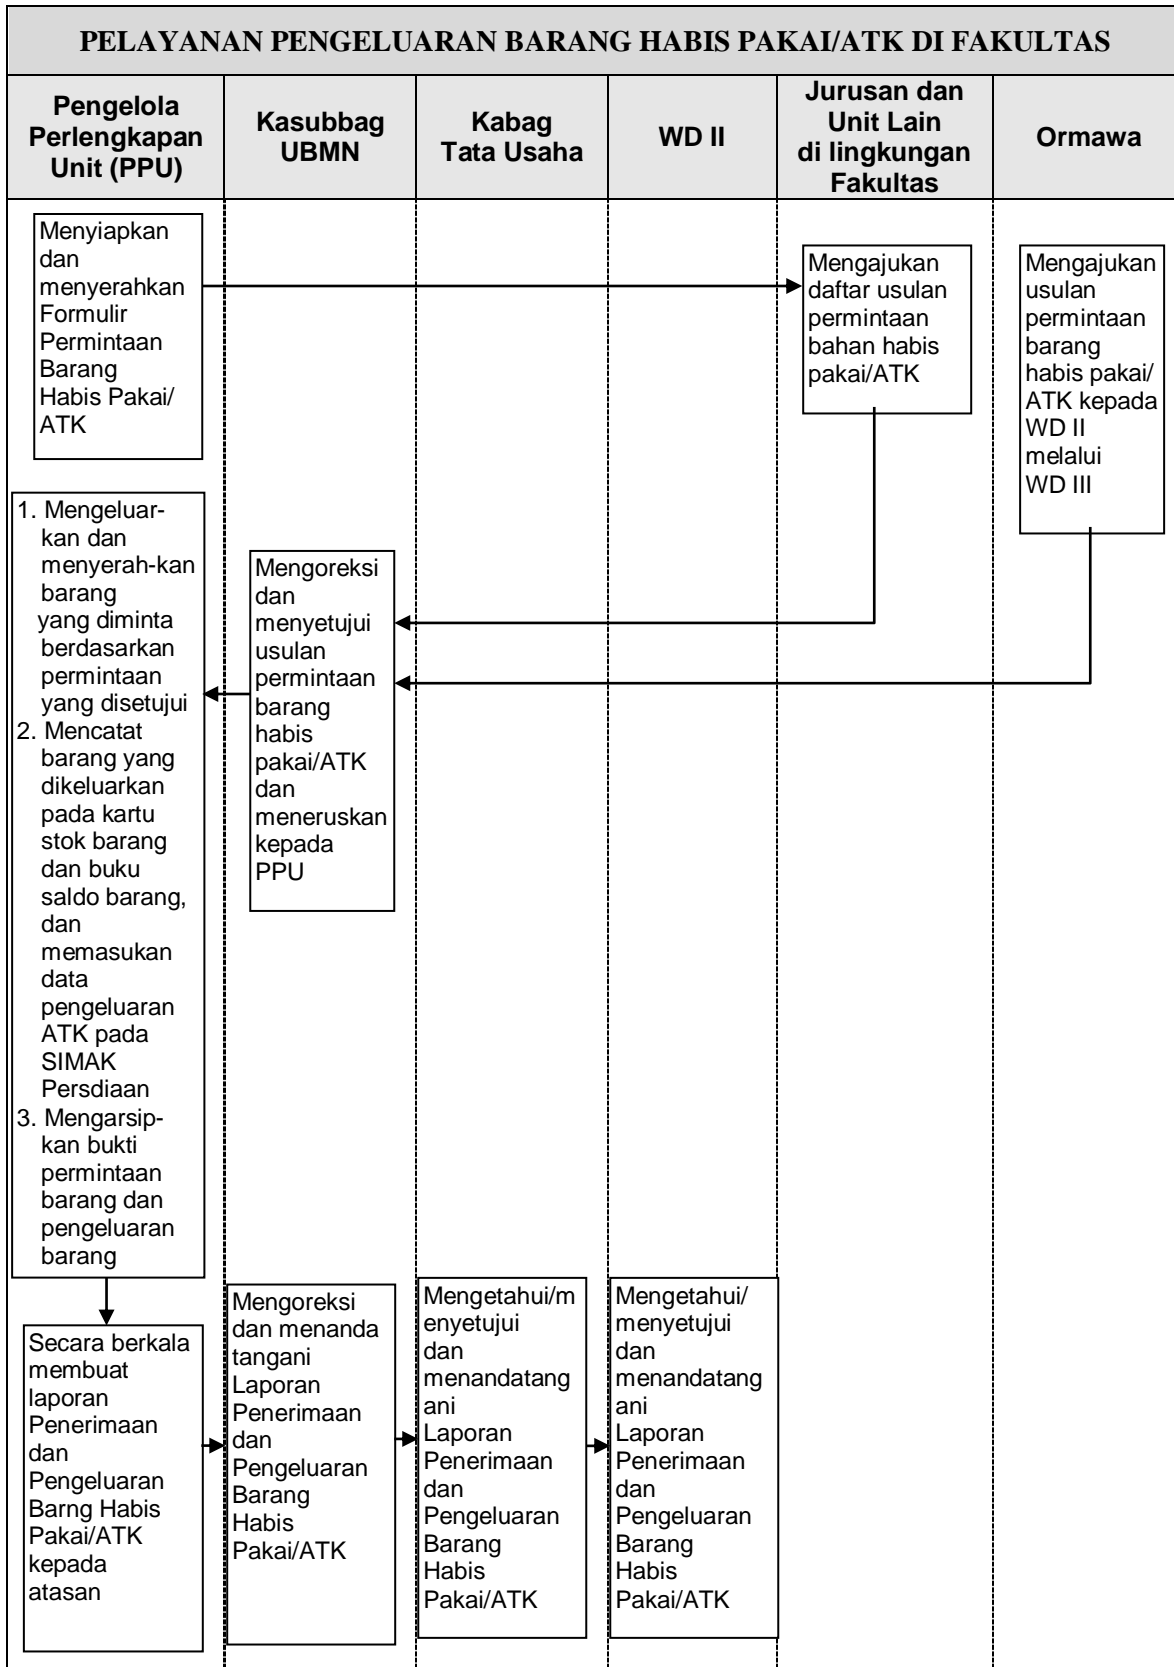 PELAYANAN PENGELUARAN BARANG HABIS PAKAI/ATK DI FAKULTAS
Pengelola
Perlengkapan
Unit (PPU)
Kasubbag
UBMN
Kabag
Tata Usaha
WD II
Jurusan dan
Unit Lain
di lingkungan
Fakultas
Ormawa
Menyiapkan
dan
menyerahkan
Formulir
Permintaan
Barang
Habis Pakai/
ATK
Mengajukan
daftar usulan
permintaan
bahan habis
pakai/ATK
Mengajukan
usulan
permintaan
barang
habis pakai/
ATK kepada
WD II
melalui
WD III
1. Mengeluar-
kan dan
menyerah-kan
barang
yang diminta
berdasarkan
permintaan
yang disetujui
2. Mencatat
barang yang
dikeluarkan
pada kartu
stok barang
dan buku
saldo barang,
dan
memasukan
data
pengeluaran
ATK pada
SIMAK
Persdiaan
3. Mengarsip-
kan bukti
permintaan
barang dan
pengeluaran
barang
Mengoreksi
dan
menyetujui
usulan
permintaan
barang
habis
pakai/ATK
dan
meneruskan
kepada
PPU
Secara berkala
membuat
laporan
Penerimaan
dan
Pengeluaran
Barng Habis
Pakai/ATK
kepada
atasan
Mengoreksi
dan menanda
tangani
Laporan
Penerimaan
dan
Pengeluaran
Barang
Habis
Pakai/ATK
Mengetahui/m
enyetujui
dan
menandatang
ani
Laporan
Penerimaan
dan
Pengeluaran
Barang
Habis
Pakai/ATK
Mengetahui/
menyetujui
dan
menandatang
ani
Laporan
Penerimaan
dan
Pengeluaran
Barang
Habis
Pakai/ATK